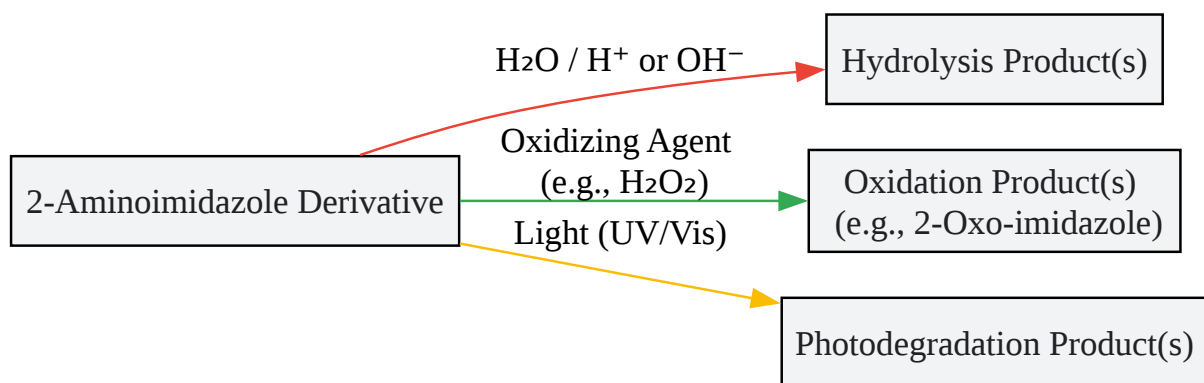 H₂O / H⁺ or OH⁻
Hydrolysis Product(s)
2-Aminoimidazole Derivative
Oxidizing Agent
(e.g., H₂O₂)
Oxidation Product(s)
(e.g., 2-Oxo-imidazole)
Light (UV/Vis)
Photodegradation Product(s)